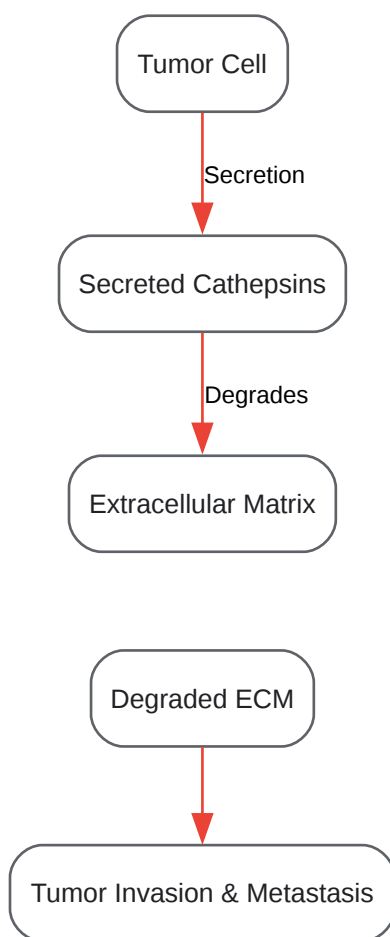 Tumor Cell
Secretion
Secreted Cathepsins
Degrades
Extracellular Matrix
Degraded ECM
Tumor Invasion & Metastasis